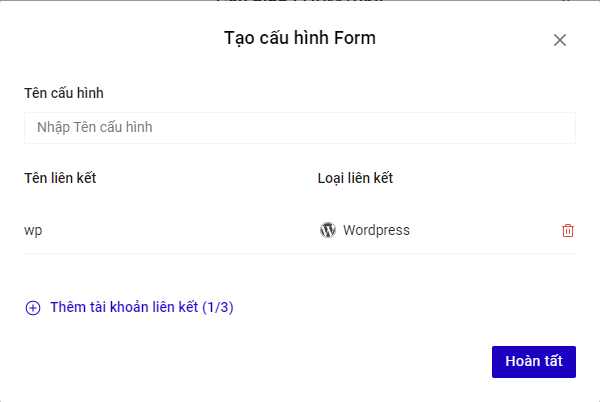 Tạo cấu hình Form
Tên cấu hình
Nhập Tên cấu hình
Tên liên kết Loại liên kết
wp Wordpress
Thêm tài khoản liên kết (1/3)
Hoàn tất